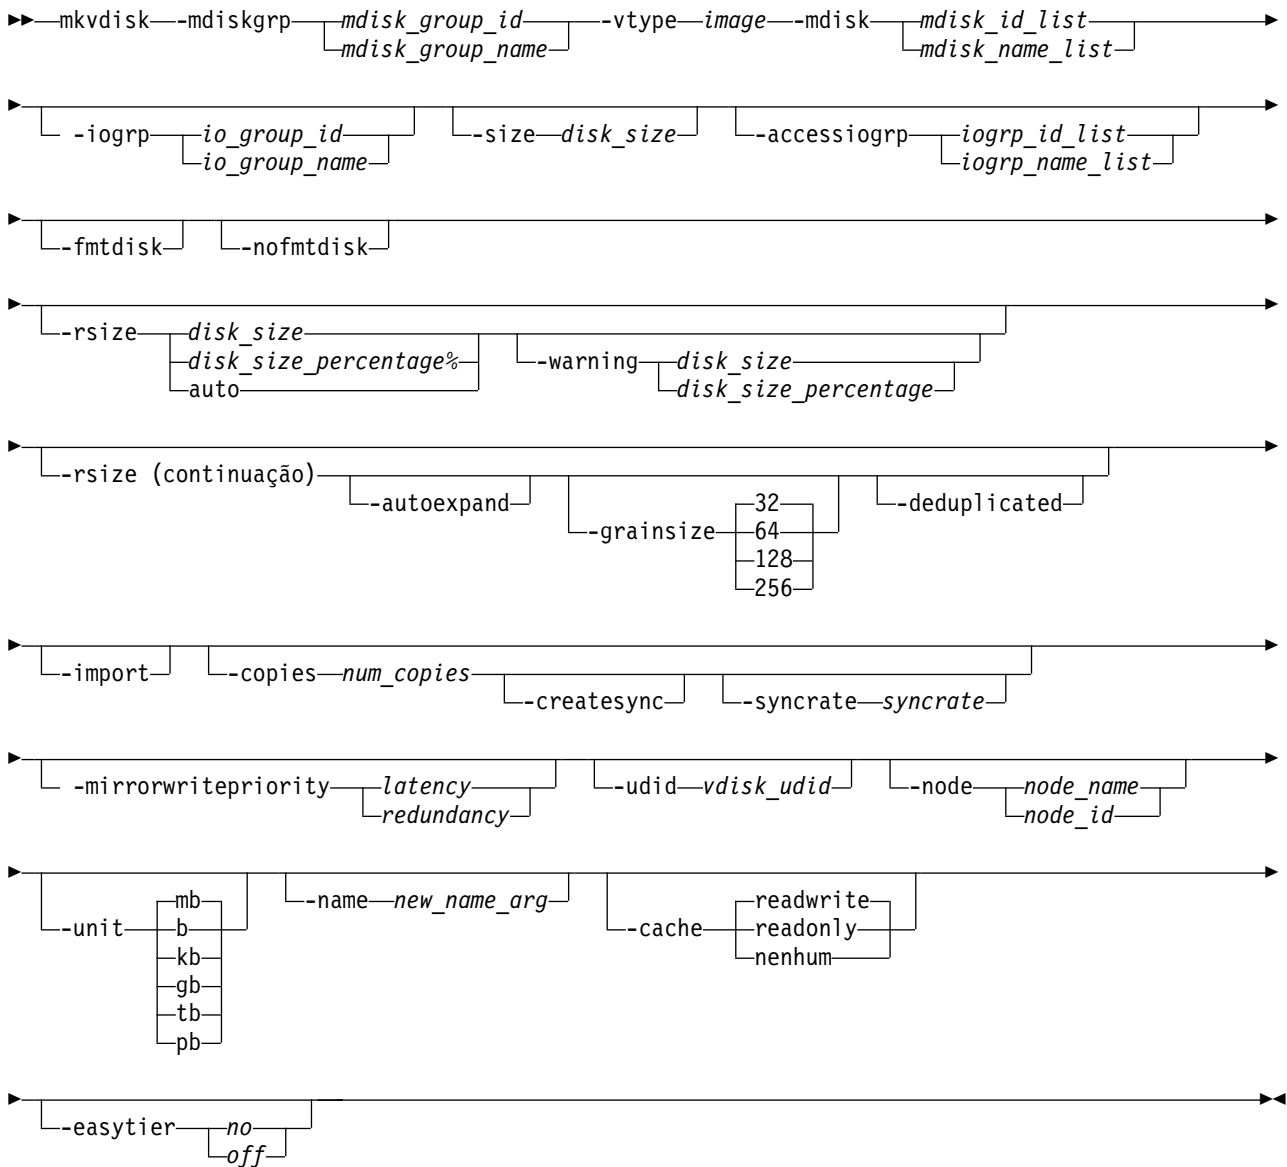 mkvdisk -mdiskgrp mdisk_group_id -vtype image -mdisk mdisk_id_list
mdisk_group_name mdisk_name_list
-iogrp io_group_id -size disk_size -accessiogrp iogrp_id_list
io_group_name iogrp_name_list
-fmtdisk -nofmtdisk
-rsize disk_size -warning disk_size
disk_size_percentage% disk_size_percentage
auto
-rsize (continuação) -autoexpand -grainsize 32 -deduplicated
64
128
256
-import -copies num_copies -createsync -syncrate syncrate
-mirrorwritepriority latency -udid vdisk_udid -node node_name
redundancy node_id
-unit mb -name new_name_arg -cache readwrite
b readonly
kb nenhum
gb
tb
pb
-easytier no
off